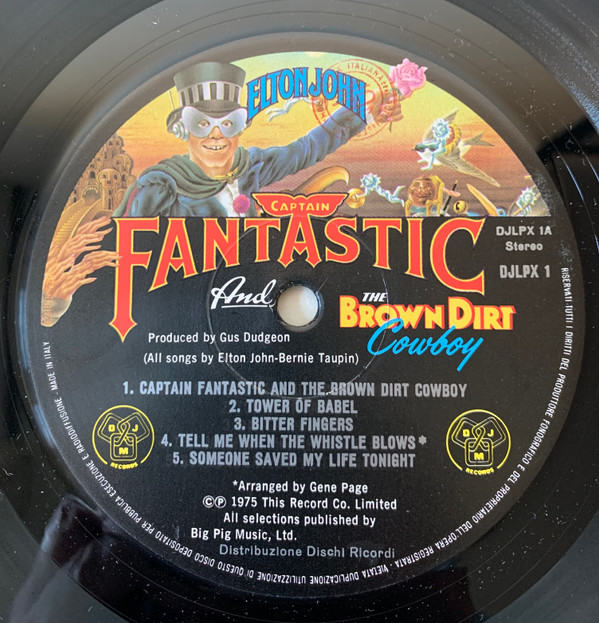 ELTON JOHN
CAPTAIN
FANTASTIC
And
THE
BROWN DIRT
Cowboy
DJLPX 1A
Stereo
DJLPX 1
Produced by Gus Dudgeon
(All songs by Elton John-Bernie Taupin)
1. CAPTAIN FANTASTIC AND THE BROWN DIRT COWBOY
2. TOWER OF BABEL
3. BITTER FINGERS
4. TELL ME WHEN THE WHISTLE BLOWS*
5. SOMEONE SAVED MY LIFE TONIGHT
DJM
RECORDS
DJM
RECORDS
*Arranged by Gene Page
©℗ 1975 This Record Co. Limited
All selections published by
Big Pig Music, Ltd.
Distribuzione Dischi Ricordi
RISERVATI TUTTI I DIRITTI DEL PRODUTTORE FONOGRAFICO E DEL PROPRIETARIO DELL'OPERA REGISTRATA - VIETATA DUPLICAZIONE UTILIZZAZIONE DI QUESTO DISCO DEPOSITATO PER PUBBLICA ESECUZIONE E RADIODIFFUSIONE - MADE IN ITALY